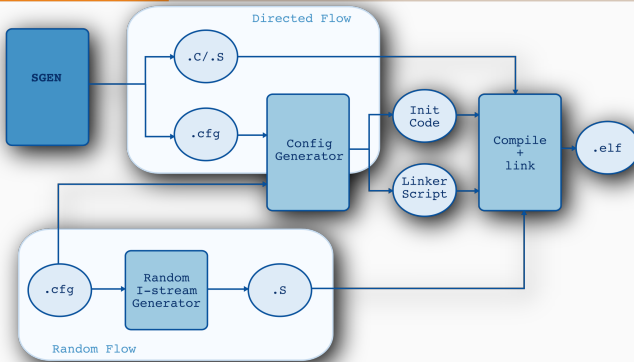 Directed Flow
.C/.S
SGEN
Init
Code
.cfg
Config
Generator
Compile
+
link
.elf
Linker
Script
.cfg
Random
I-stream
Generator
.S
Random Flow